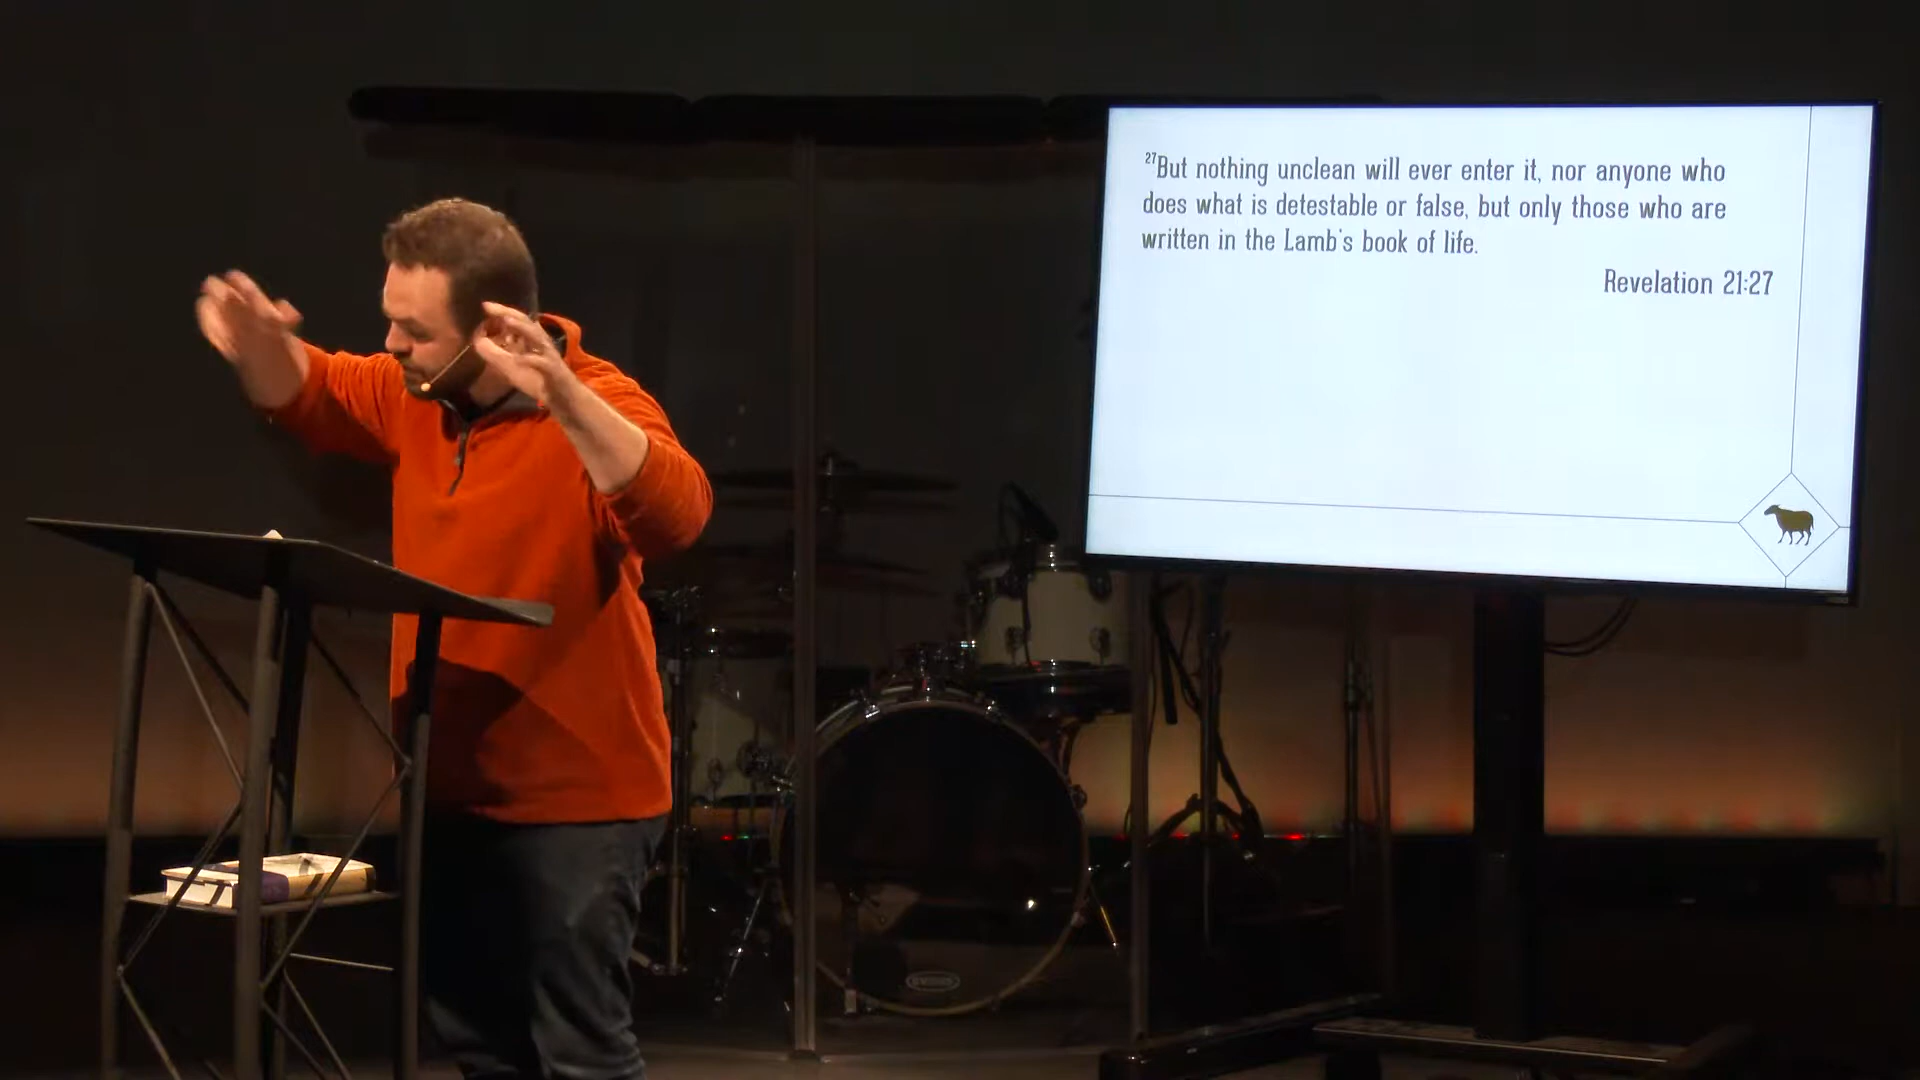 ²⁷But nothing unclean will ever enter it, nor anyone who
does what is detestable or false, but only those who are
written in the Lamb's book of life.
Revelation 21:27
EVANS